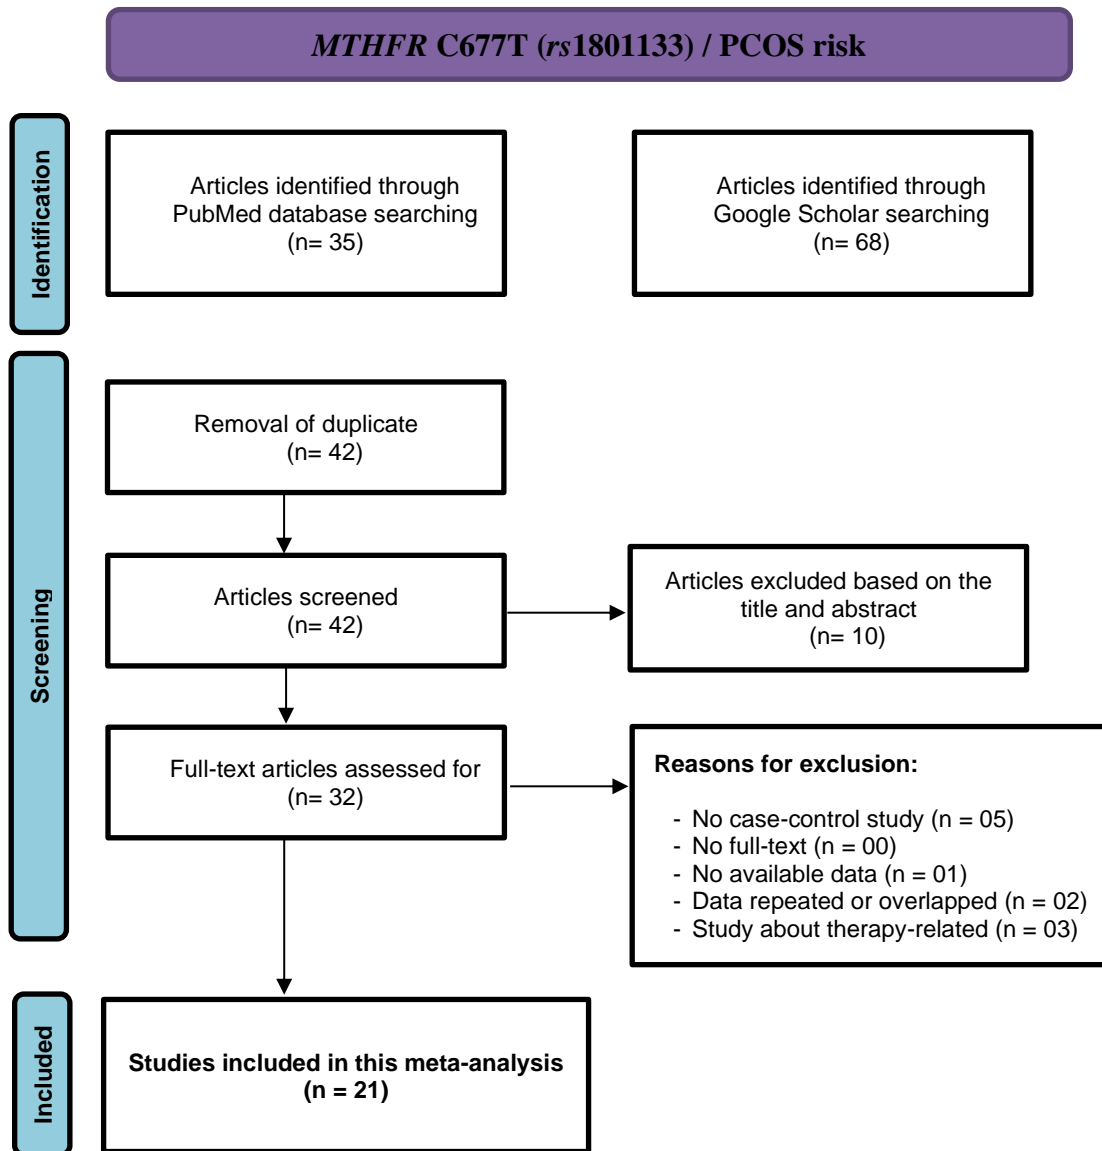 MTHFR C677T (rs1801133) / PCOS risk
Identification
Articles identified through
PubMed database searching
(n= 35)
Articles identified through
Google Scholar searching
(n= 68)
Screening
Removal of duplicate
(n= 42)
Articles screened
(n= 42)
Articles excluded based on the
title and abstract
(n= 10)
Full-text articles assessed for
(n= 32)
Reasons for exclusion:
- No case-control study (n = 05)
- No full-text (n = 00)
- No available data (n = 01)
- Data repeated or overlapped (n = 02)
- Study about therapy-related (n = 03)
Included
Studies included in this meta-analysis
(n = 21)